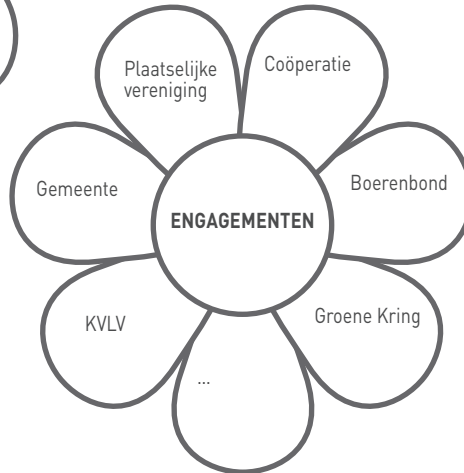 Plaatselijke
vereniging
Coöperatie
Gemeente
Boerenbond
ENGAGEMENTEN
KVLV
Groene Kring
...